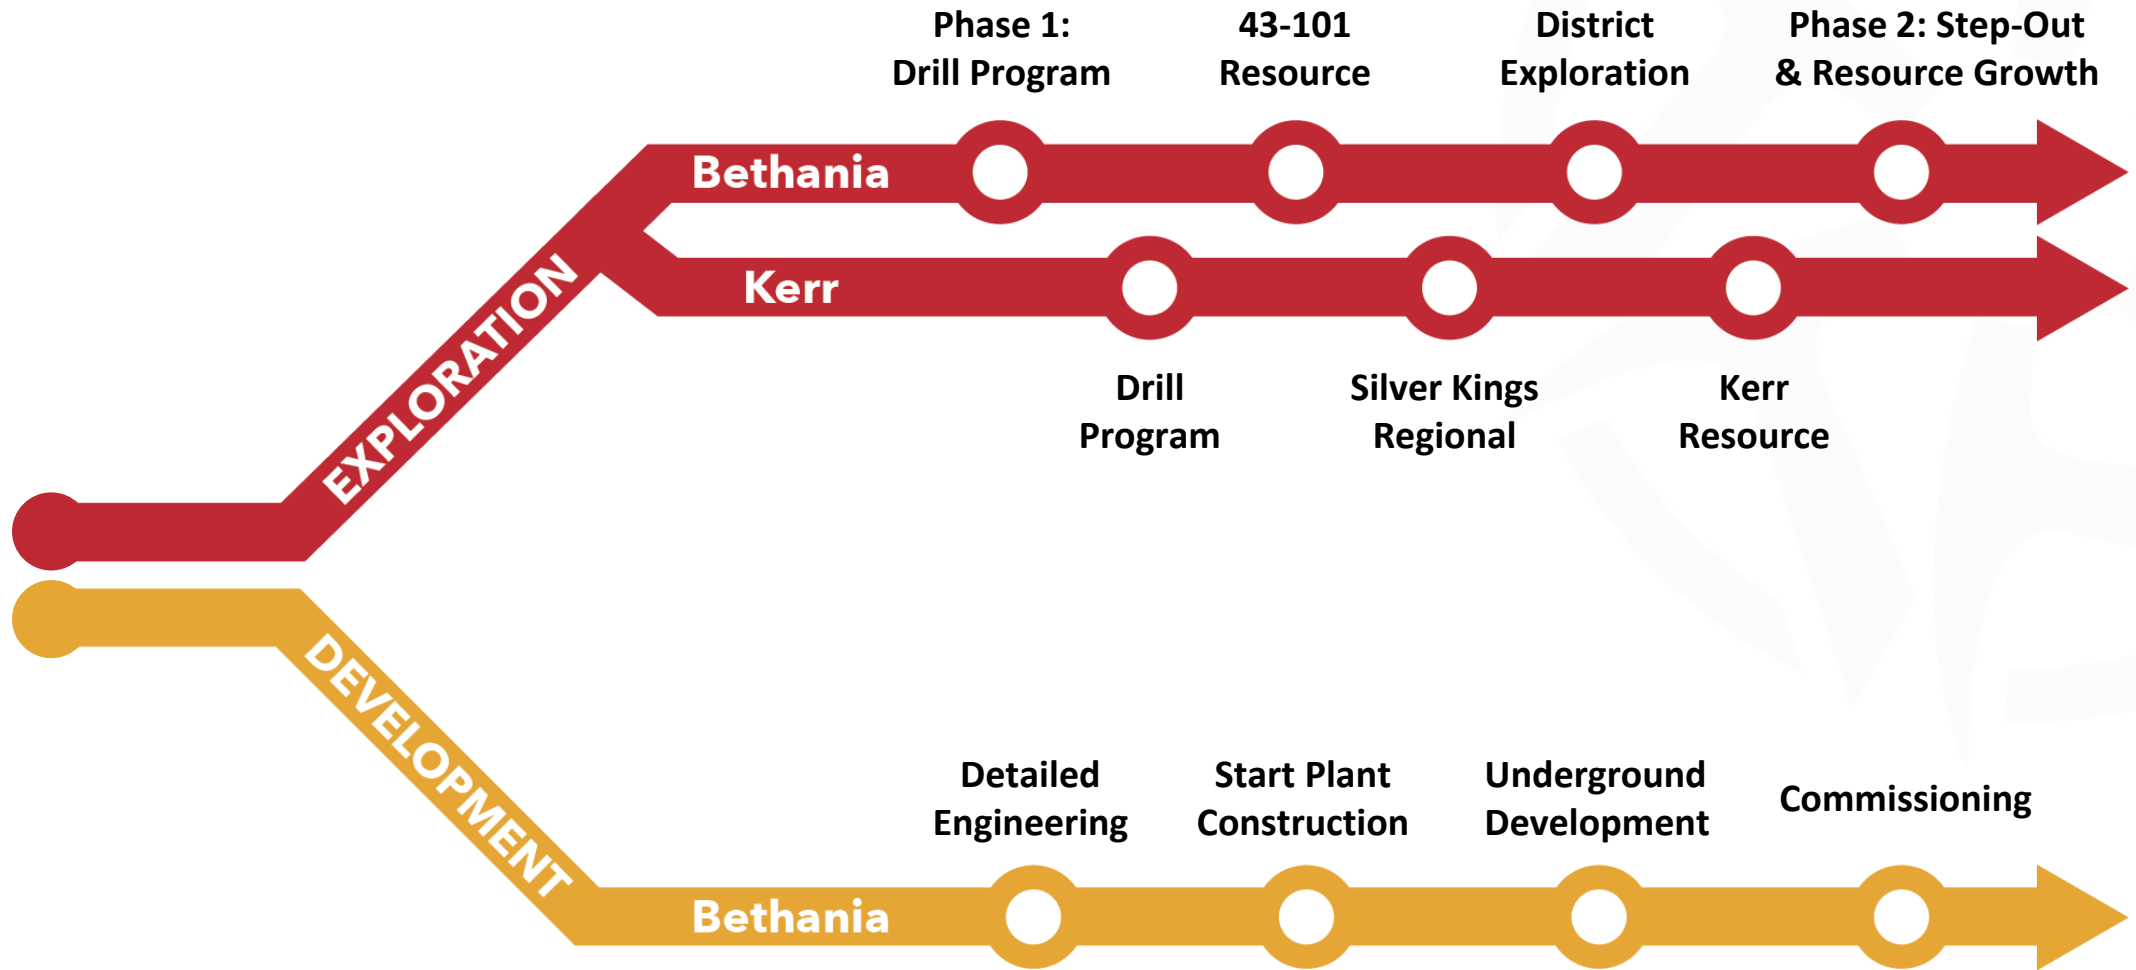 Phase 1:
Drill Program
43-101
Resource
District
Exploration
Phase 2: Step-Out
& Resource Growth
Bethania
Kerr
EXPLORATION
Drill
Program
Silver Kings
Regional
Kerr
Resource
DEVELOPMENT
Detailed
Engineering
Start Plant
Construction
Underground
Development
Commissioning
Bethania